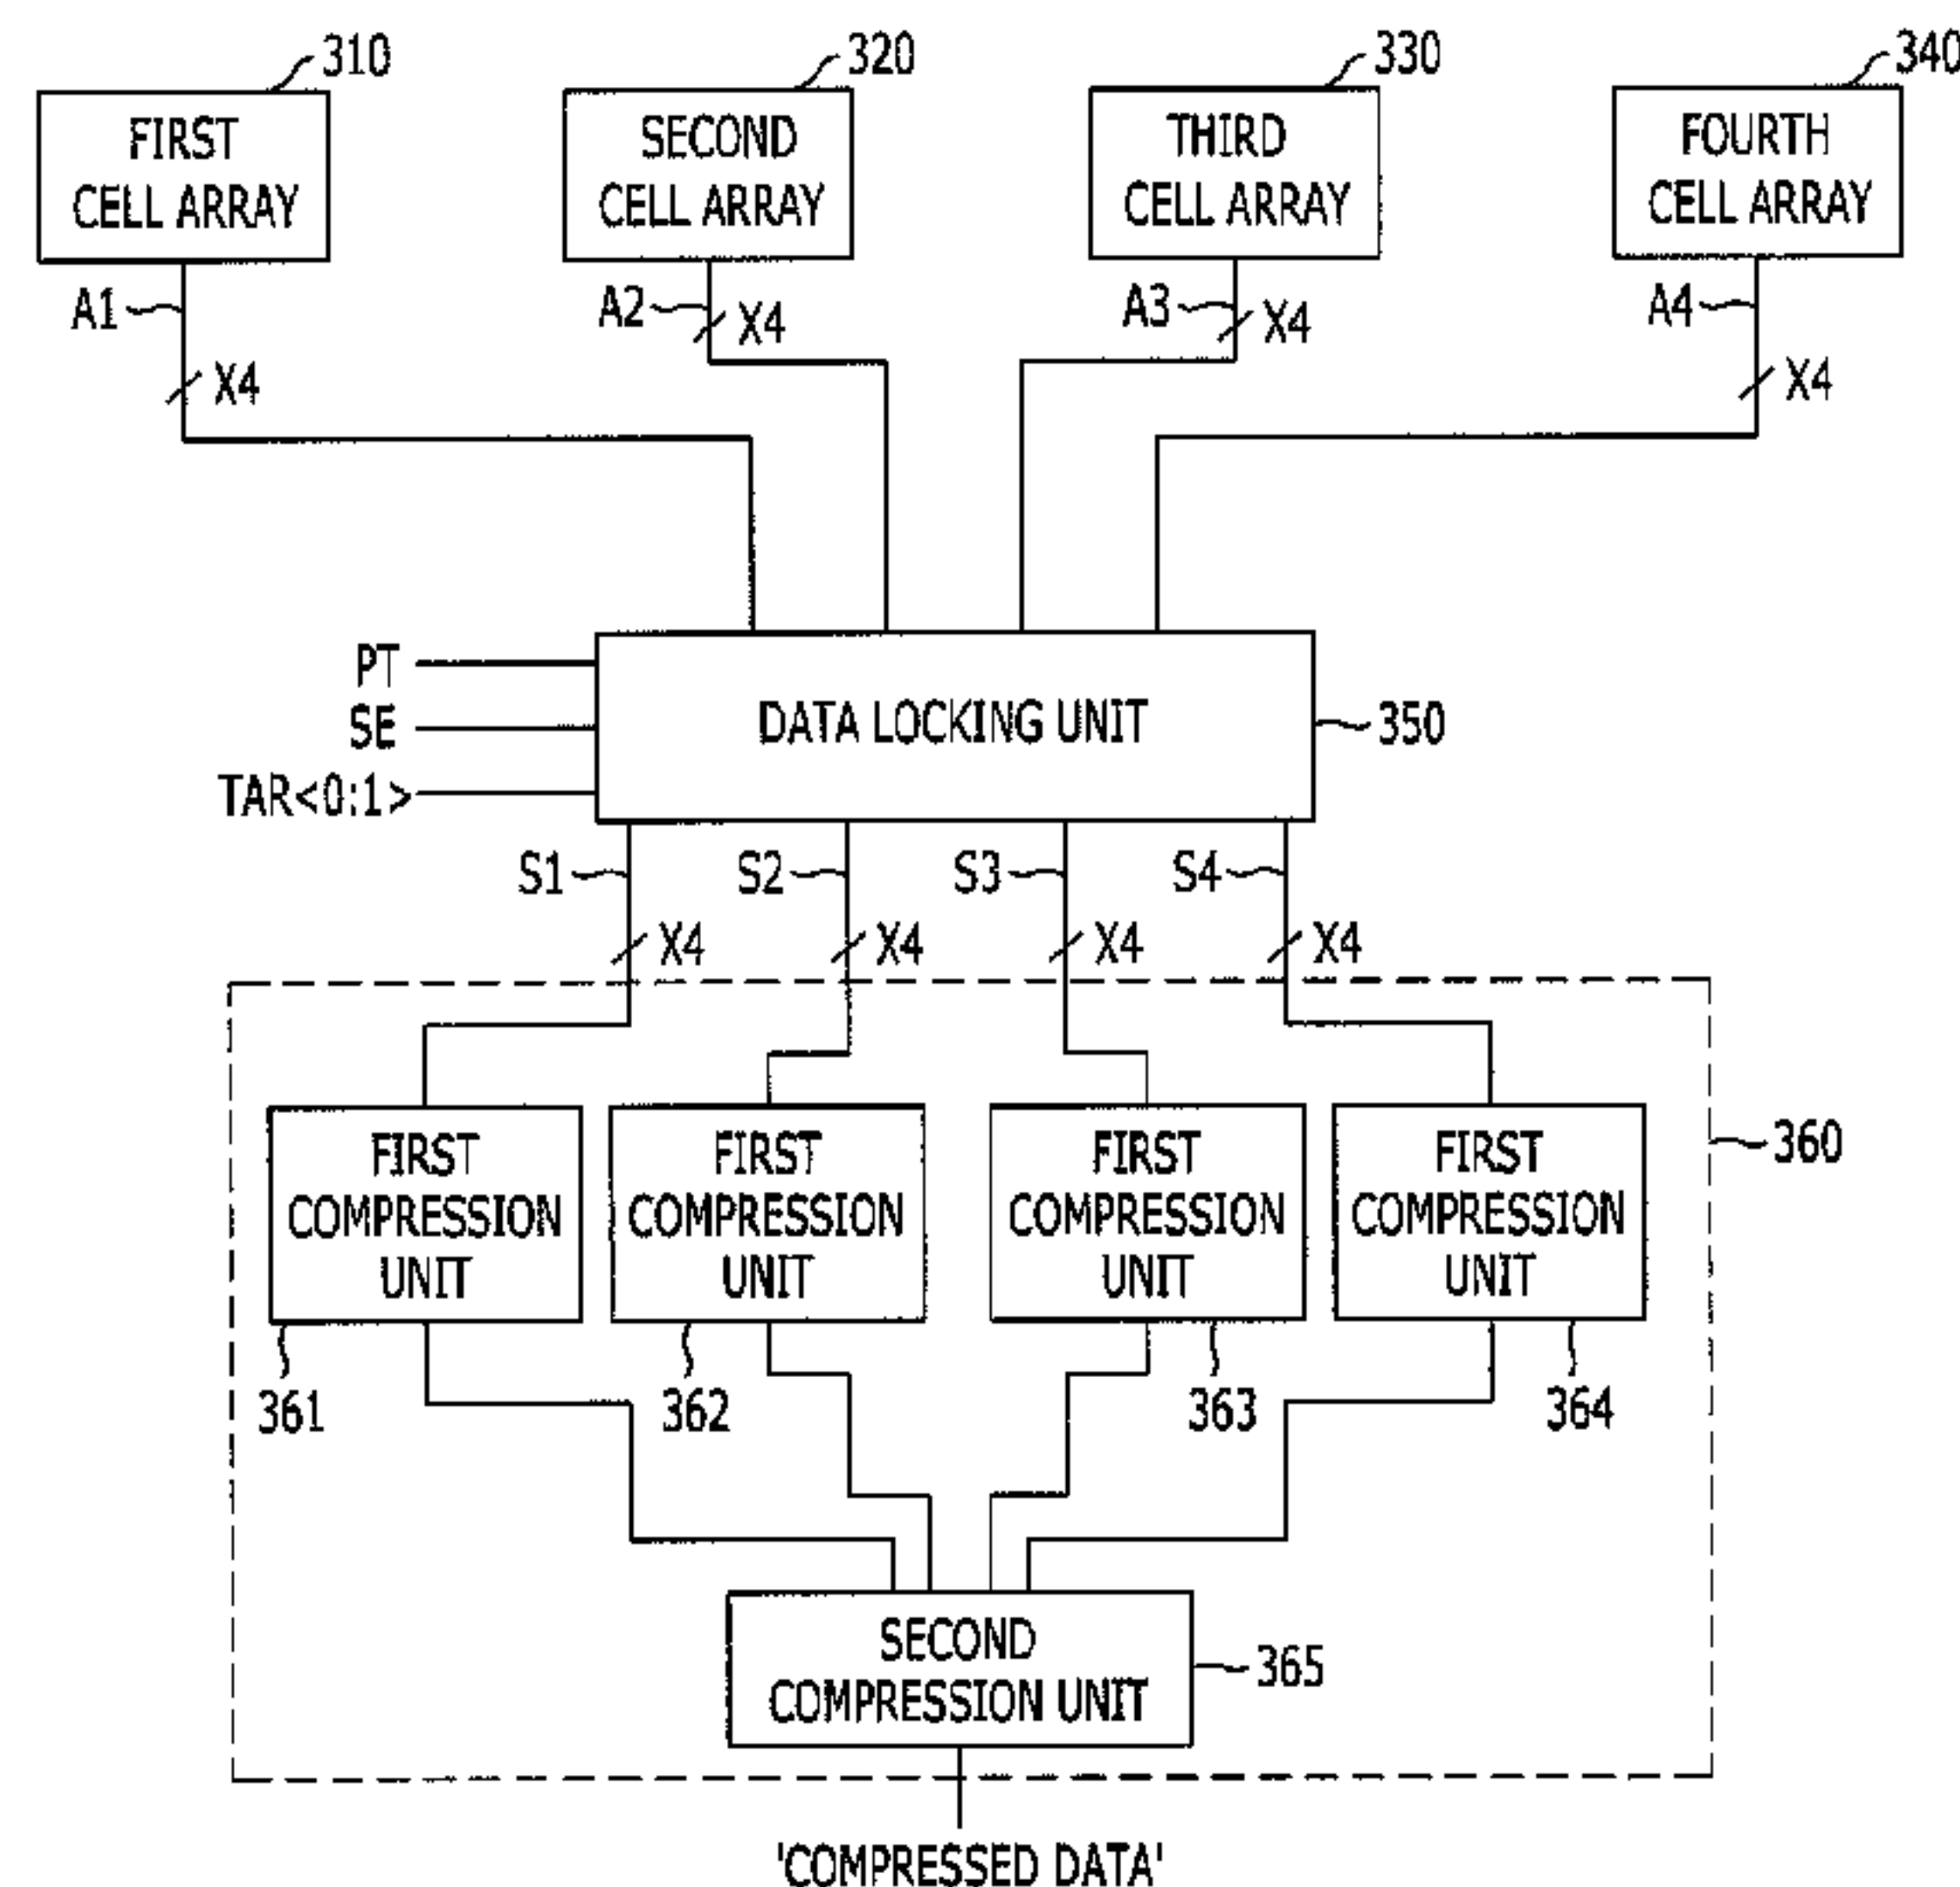 310
320
330
340
FIRST
CELL ARRAY
SECOND
CELL ARRAY
THIRD
CELL ARRAY
FOURTH
CELL ARRAY
A1
A2
X4
A3
X4
A4
X4
X4
PT
SE
TAR<0:1>
DATA LOCKING UNIT
350
S1
S2
S3
S4
X4
X4
X4
X4
FIRST
COMPRESSION
UNIT
FIRST
COMPRESSION
UNIT
FIRST
COMPRESSION
UNIT
FIRST
COMPRESSION
UNIT
360
361
362
363
364
SECOND
COMPRESSION UNIT
365
'COMPRESSED DATA'